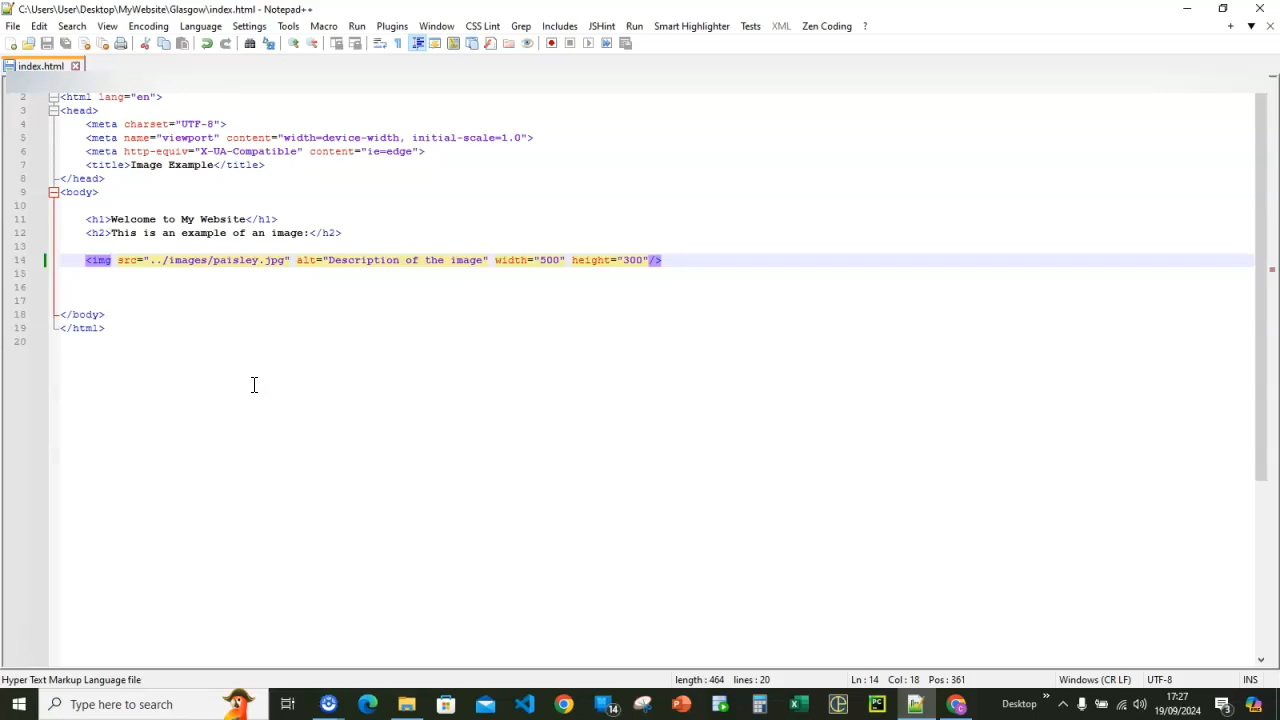 C:\Users\User\Desktop\MyWebsite\Glasgow\index.html - Notepad++
File Edit Search View Encoding Language Settings Tools Macro Run Plugins Window CSS Lint Grep Includes JSHint Run Smart Highlighter Tests XML Zen Coding ? + ▼ X
index.html
2 <html lang="en">
3 <head>
4 <meta charset="UTF-8">
5 <meta name="viewport" content="width=device-width, initial-scale=1.0">
6 <meta http-equiv="X-UA-Compatible" content="ie=edge">
7 <title>Image Example</title>
8 </head>
9 <body>
10
11 <h1>Welcome to My Website</h1>
12 <h2>This is an example of an image:</h2>
13
14 <img src="../images/paisley.jpg" alt="Description of the image" width="500" height="300"/>
15
16
17
18 </body>
19 </html>
20
Hyper Text Markup Language file length : 464 lines : 20 Ln : 14 Col : 18 Pos : 361 Windows (CR LF) UTF-8 INS
Type here to search 14 Desktop 17:27
19/09/2024 3